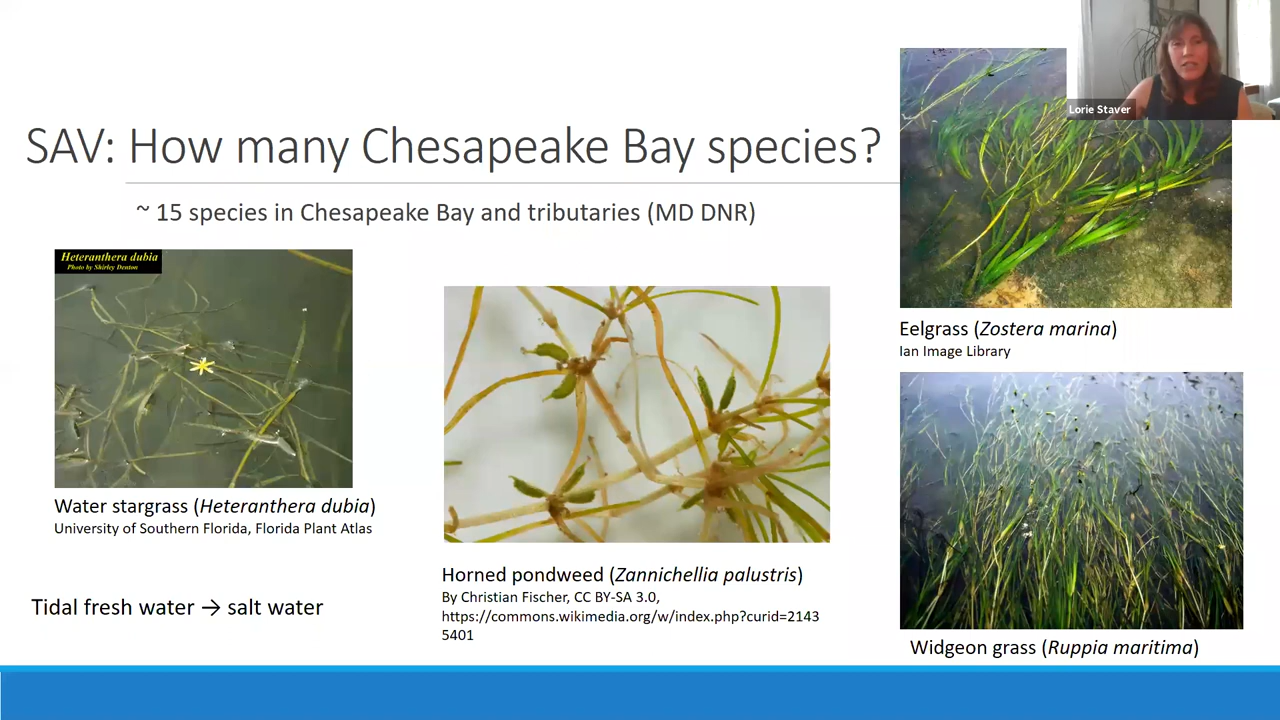 Lorie Staver
SAV: How many Chesapeake Bay species?
~ 15 species in Chesapeake Bay and tributaries (MD DNR)
Heteranthera dubia
Photo by Shirley Denton
Water stargrass (Heteranthera dubia)
University of Southern Florida, Florida Plant Atlas
Tidal fresh water → salt water
Horned pondweed (Zannichellia palustris)
By Christian Fischer, CC BY-SA 3.0,
https://commons.wikimedia.org/w/index.php?curid=2143
5401
Eelgrass (Zostera marina)
Ian Image Library
Widgeon grass (Ruppia maritima)